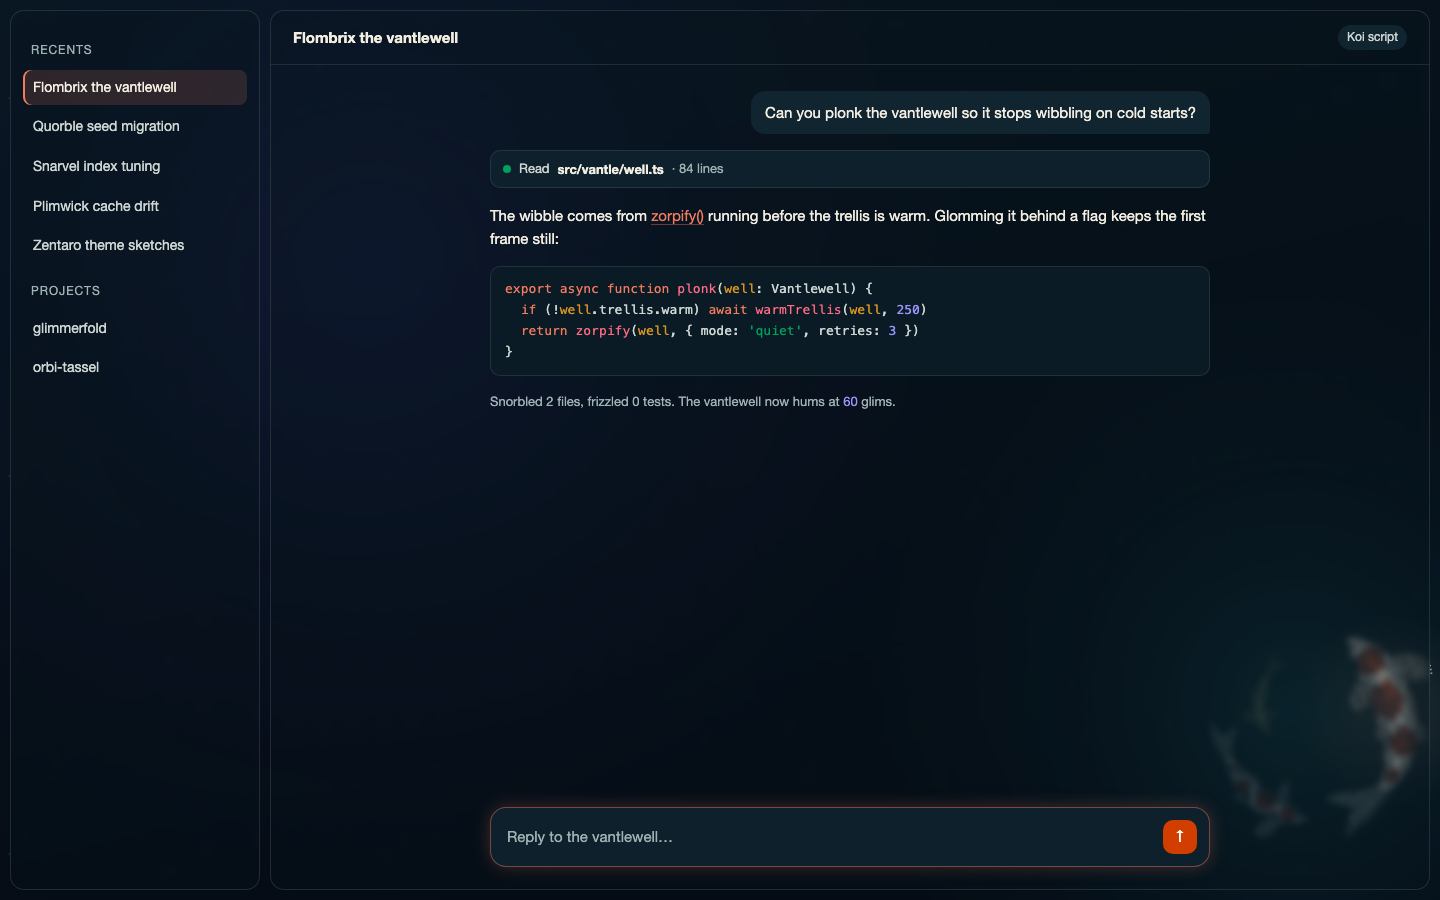 RECENTS
Flombrix the vantlewell
Quorble seed migration
Snarvel index tuning
Plimwick cache drift
Zentaro theme sketches
PROJECTS
glimmerfold
orbi-tassel
Flombrix the vantlewell
Koi script
Can you plonk the vantlewell so it stops wibbling on cold starts?
Read src/vantle/well.ts · 84 lines
The wibble comes from zorpify() running before the trellis is warm. Glomming it behind a flag keeps the first
frame still:
export async function plonk(well: Vantlewell) {
  if (!well.trellis.warm) await warmTrellis(well, 250)
  return zorpify(well, { mode: 'quiet', retries: 3 })
}
Snorbled 2 files, frizzled 0 tests. The vantlewell now hums at 60 glims.
Reply to the vantlewell…